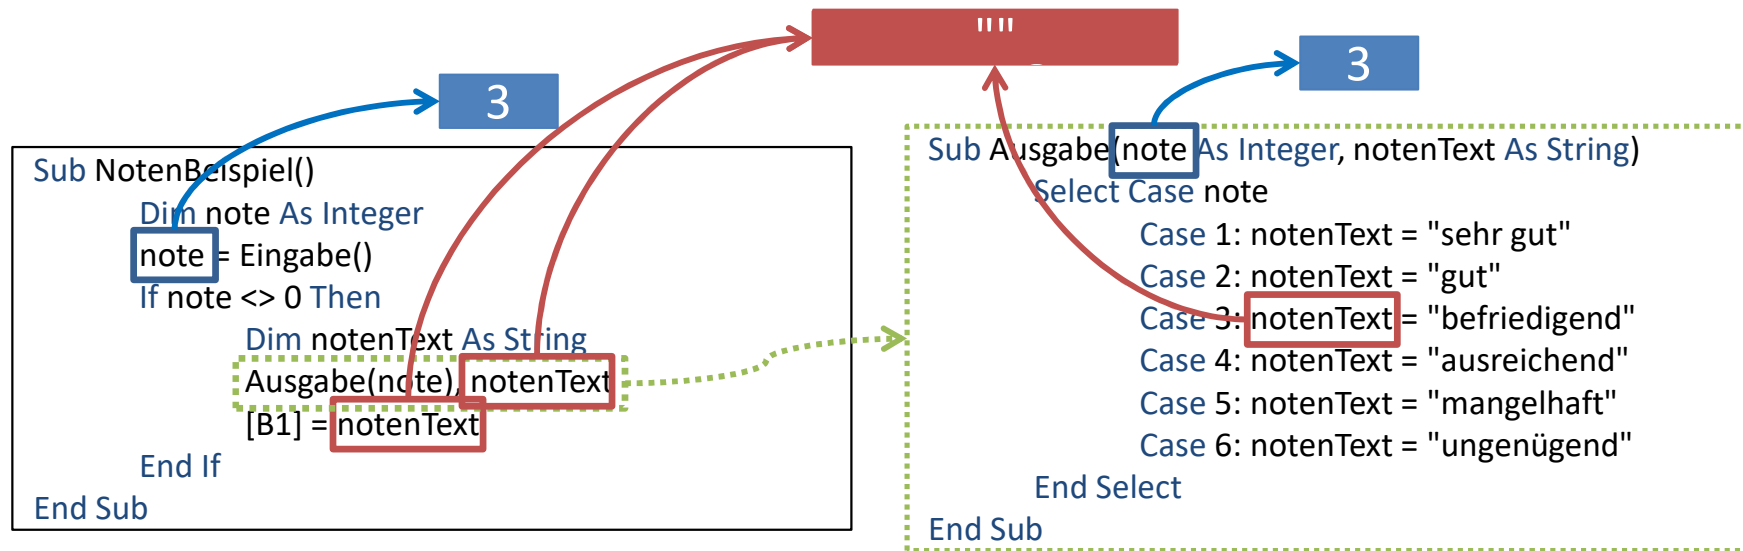 ""
3
3
Sub NotenBeispiel()
Dim note As Integer
note = Eingabe()
If note <> 0 Then
Dim notenText As String
Ausgabe(note), notenText
[B1] = notenText
End If
End Sub
Sub Ausgabe(note As Integer, notenText As String)
Select Case note
Case 1: notenText = "sehr gut"
Case 2: notenText = "gut"
Case 3: notenText = "befriedigend"
Case 4: notenText = "ausreichend"
Case 5: notenText = "mangelhaft"
Case 6: notenText = "ungenügend"
End Select
End Sub